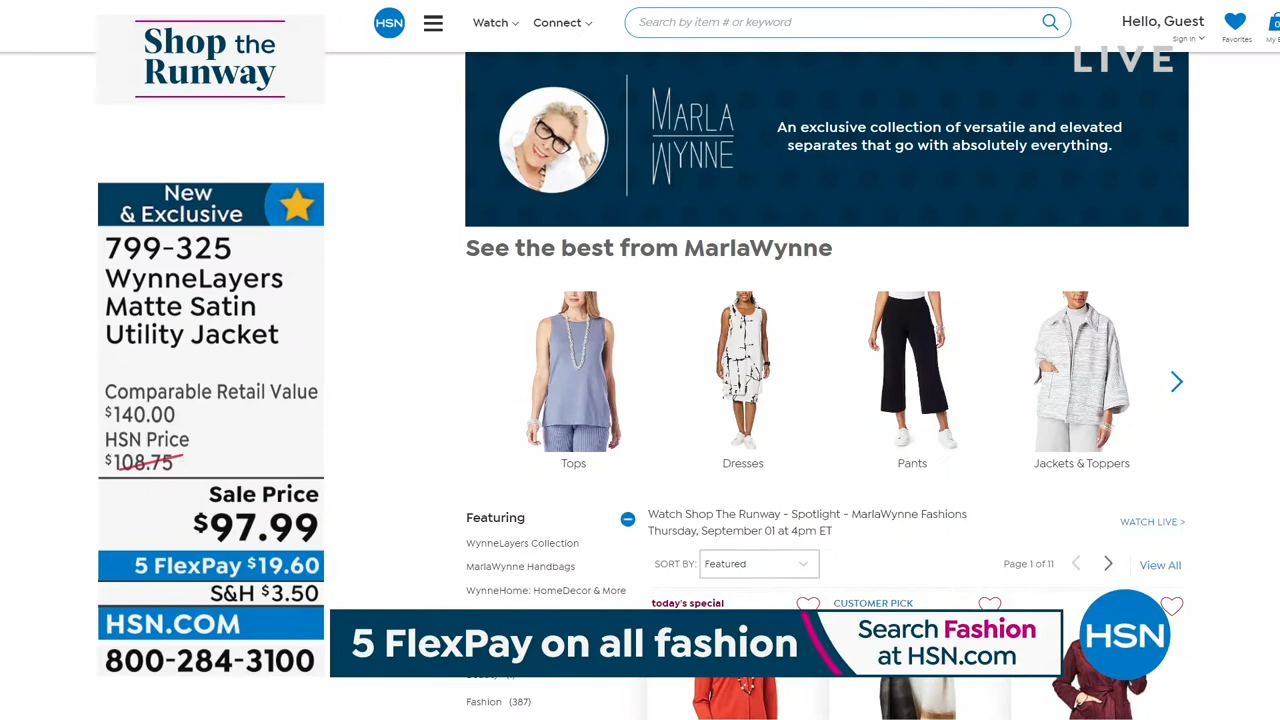 Shop the
Runway
HSN
Watch
Connect
Search by item # or keyword
Hello, Guest
Sign In
Favorites
LIVE
MARLA
WYNNE
An exclusive collection of versatile and elevated
separates that go with absolutely everything.
New
& Exclusive
799-325
WynneLayers
Matte Satin
Utility Jacket
Comparable Retail Value
$140.00
HSN Price
$108.75
Sale Price
$97.99
5 FlexPay $19.60
S&H $3.50
HSN.COM
800-284-3100
See the best from MarlaWynne
Tops
Dresses
Pants
Jackets & Toppers
Featuring
WynneLayers Collection
MarlaWynne Handbags
WynneHome: HomeDecor & More
Fashion (387)
Watch Shop The Runway - Spotlight - MarlaWynne Fashions
Thursday, September 01 at 4pm ET
WATCH LIVE >
SORT BY: Featured
Page 1 of 11
View All
today's special
CUSTOMER PICK
5 FlexPay on all fashion
Search Fashion
at HSN.com
HSN